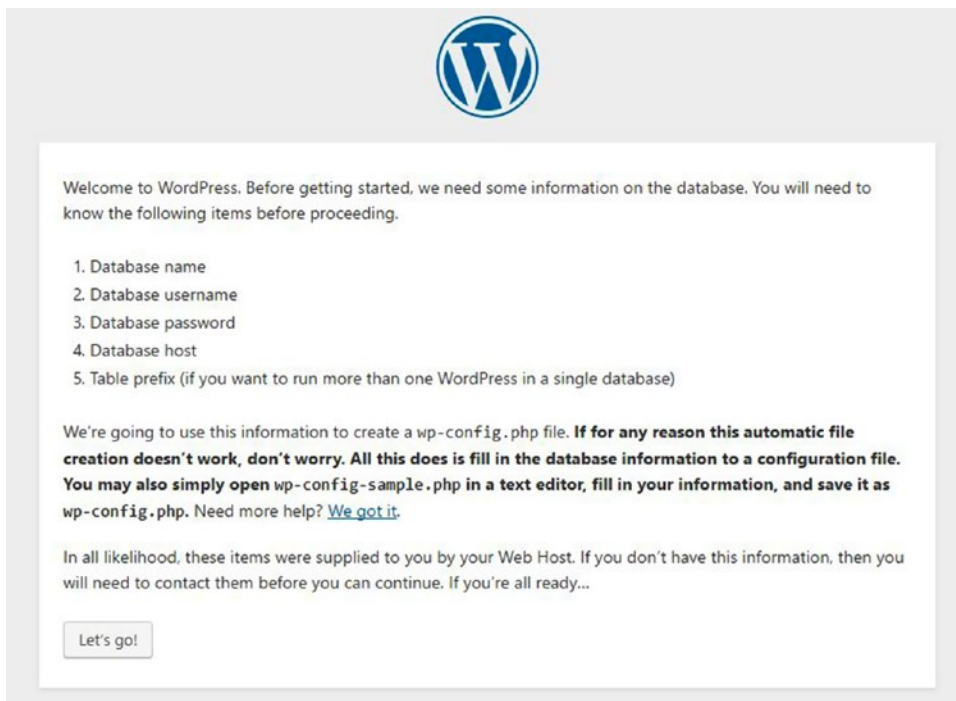 W
Welcome to WordPress. Before getting started, we need some information on the database. You will need to
know the following items before proceeding.
1. Database name
2. Database username
3. Database password
4. Database host
5. Table prefix (if you want to run more than one WordPress in a single database)
We're going to use this information to create a wp-config.php file. If for any reason this automatic file
creation doesn't work, don't worry. All this does is fill in the database information to a configuration file.
You may also simply open wp-config-sample.php in a text editor, fill in your information, and save it as
wp-config.php. Need more help? We got it.
In all likelihood, these items were supplied to you by your Web Host. If you don't have this information, then you
will need to contact them before you can continue. If you're all ready...
Let's go!